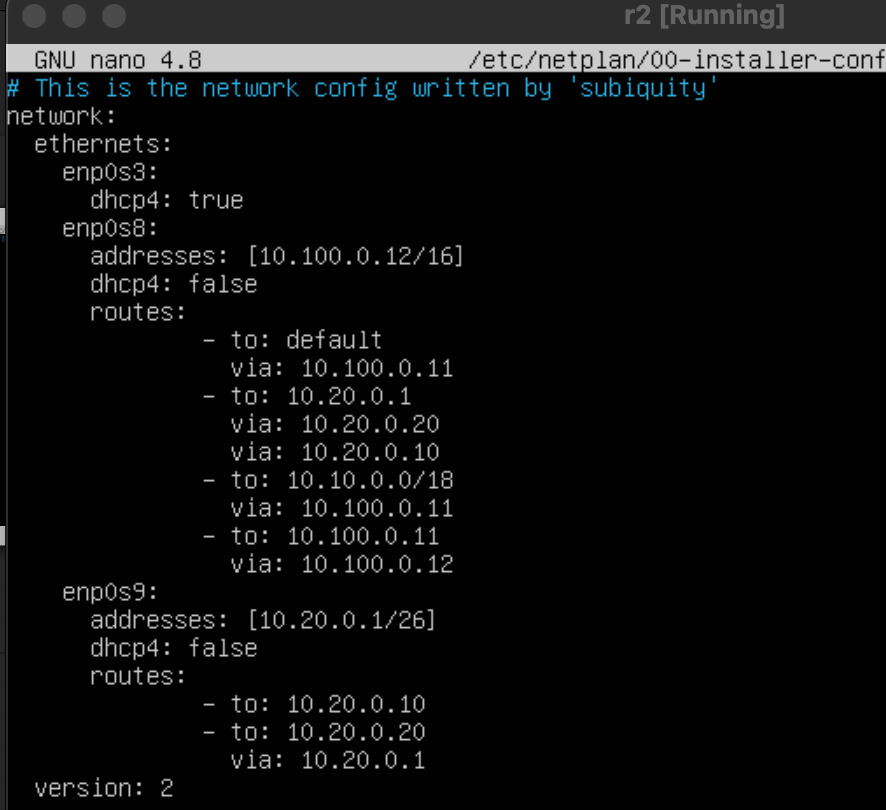 r2 [Running]
GNU nano 4.8 /etc/netplan/00-installer-conf
# This is the network config written by 'subiquity'
network:
  ethernets:
    enp0s3:
      dhcp4: true
    enp0s8:
      addresses: [10.100.0.12/16]
      dhcp4: false
      routes:
              - to: default
                via: 10.100.0.11
              - to: 10.20.0.1
                via: 10.20.0.20
                via: 10.20.0.10
              - to: 10.10.0.0/18
                via: 10.100.0.11
              - to: 10.100.0.11
                via: 10.100.0.12
    enp0s9:
      addresses: [10.20.0.1/26]
      dhcp4: false
      routes:
              - to: 10.20.0.10
              - to: 10.20.0.20
                via: 10.20.0.1
  version: 2